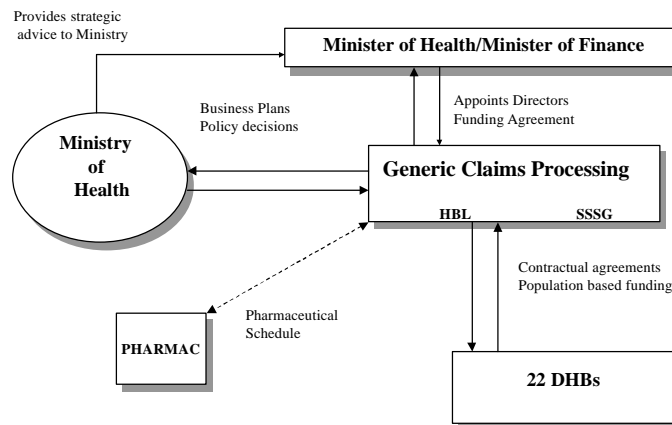 Provides strategic
advice to Ministry
Minister of Health/Minister of Finance
Business Plans
Policy decisions
Appoints Directors
Funding Agreement
Ministry
of
Health
Generic Claims Processing
HBL SSSG
Contractual agreements
Population based funding
Pharmaceutical
Schedule
PHARMAC
22 DHBs